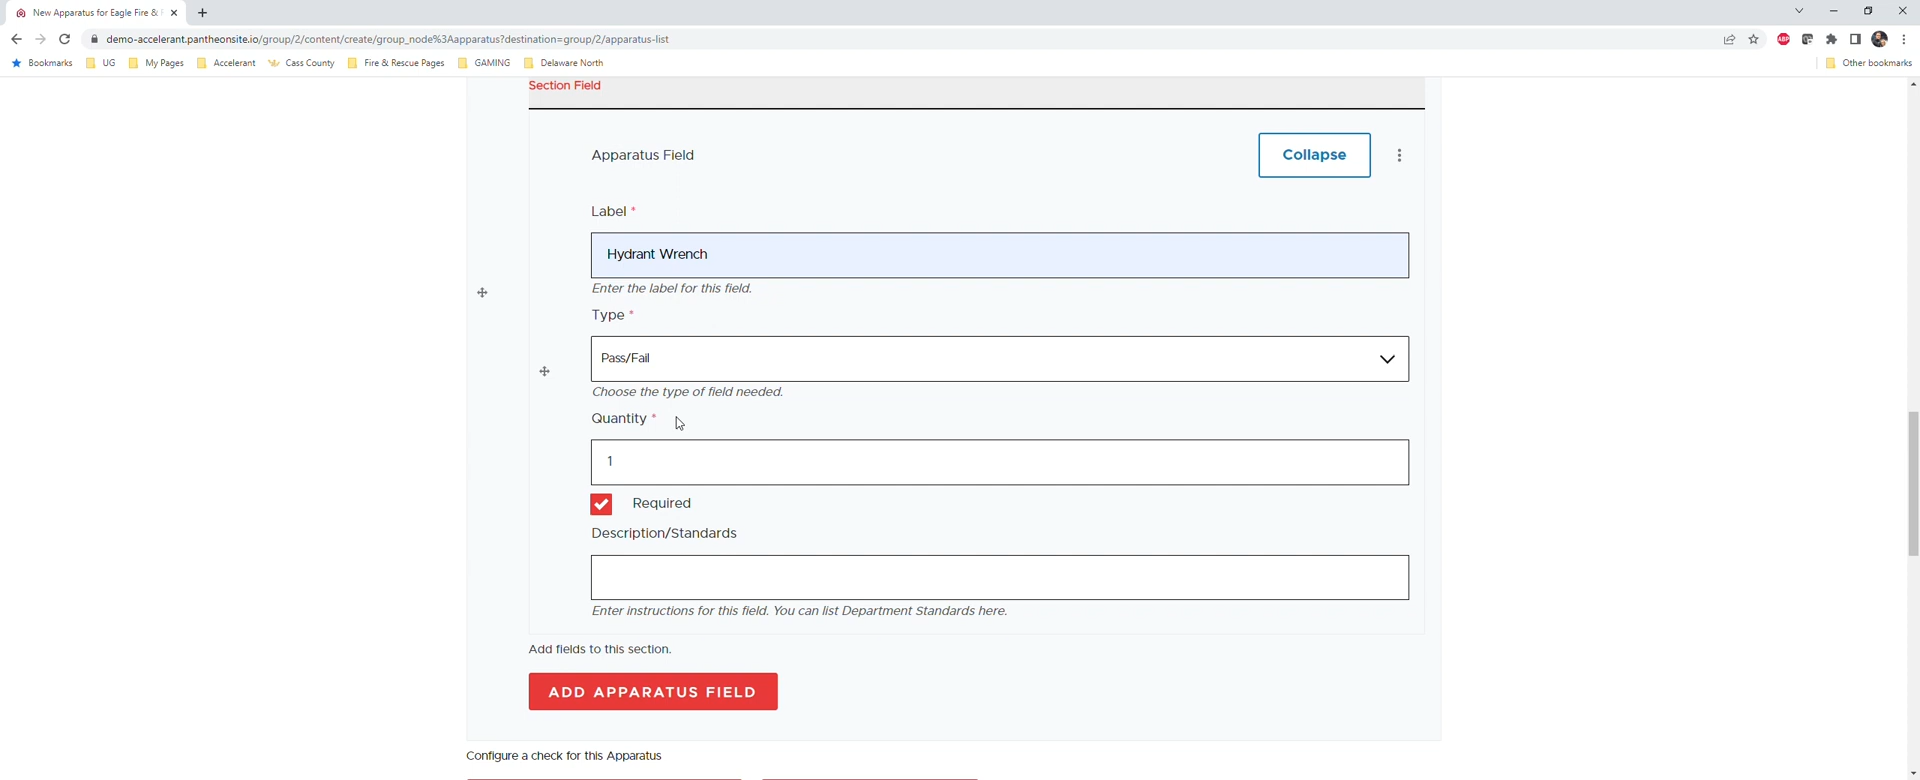 New Apparatus for Eagle Fire &
demo-accelerant.pantheonsite.io/group/2/content/create/group_node%3Aapparatus?destination=group/2/apparatus-list
Bookmarks UG My Pages Accelerant Cass County Fire & Rescue Pages GAMING Delaware North Other bookmarks
Section Field
Apparatus Field
Collapse
Label *
Hydrant Wrench
Enter the label for this field.
Type *
Pass/Fail
Choose the type of field needed.
Quantity *
1
Required
Description/Standards
Enter instructions for this field. You can list Department Standards here.
Add fields to this section.
ADD APPARATUS FIELD
Configure a check for this Apparatus